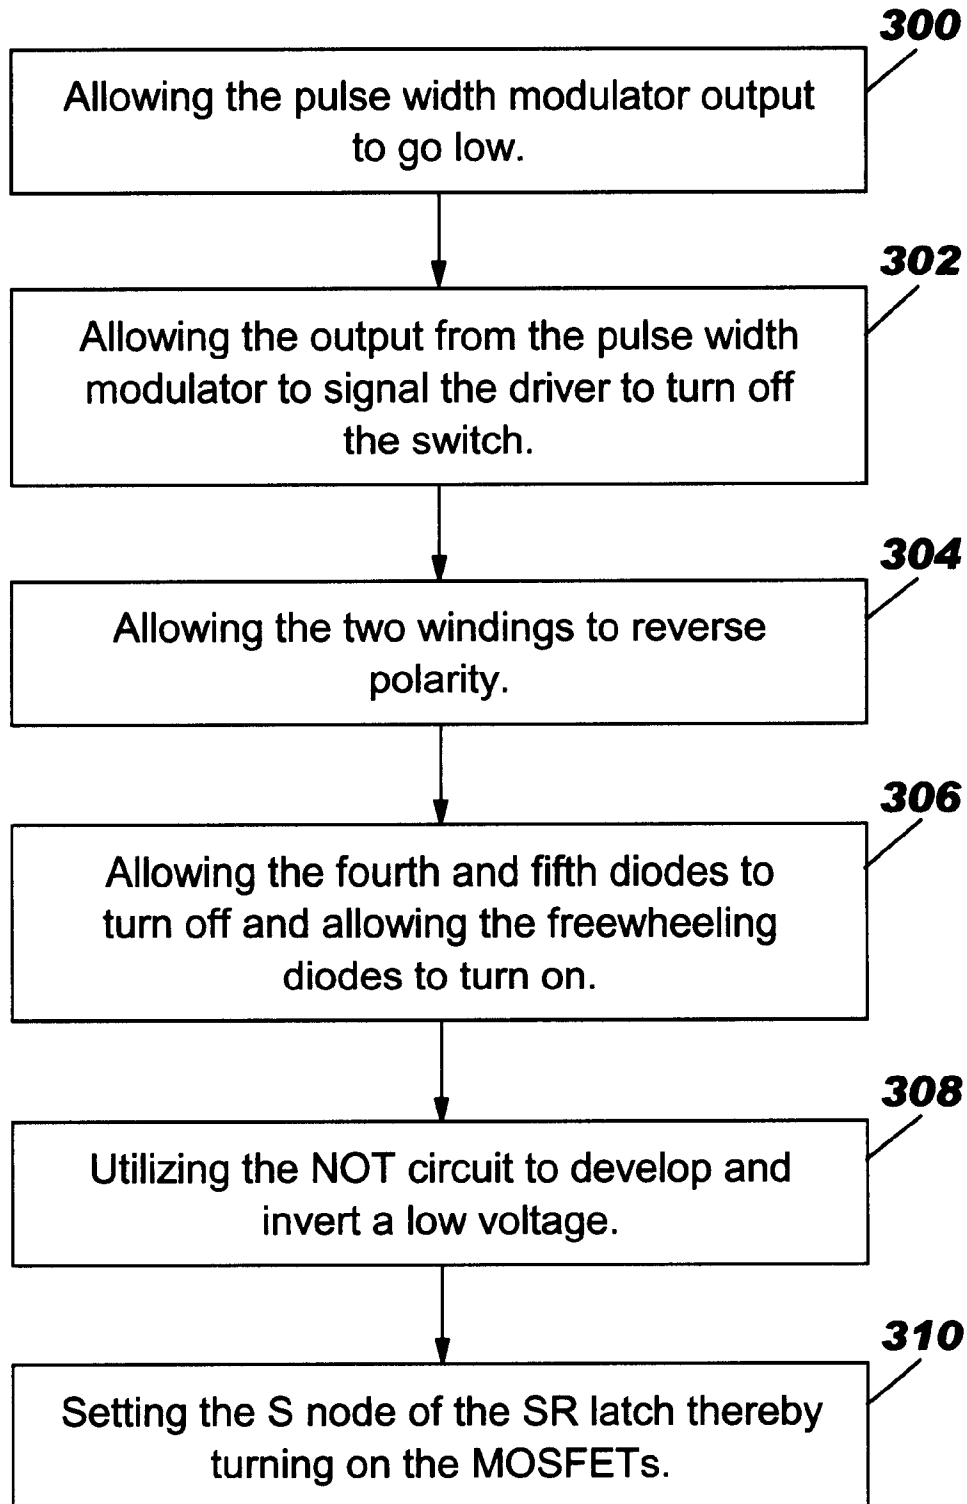 300
Allowing the pulse width modulator output
to go low.
302
Allowing the output from the pulse width
modulator to signal the driver to turn off
the switch.
304
Allowing the two windings to reverse
polarity.
306
Allowing the fourth and fifth diodes to
turn off and allowing the freewheeling
diodes to turn on.
308
Utilizing the NOT circuit to develop and
invert a low voltage.
310
Setting the S node of the SR latch thereby
turning on the MOSFETs.